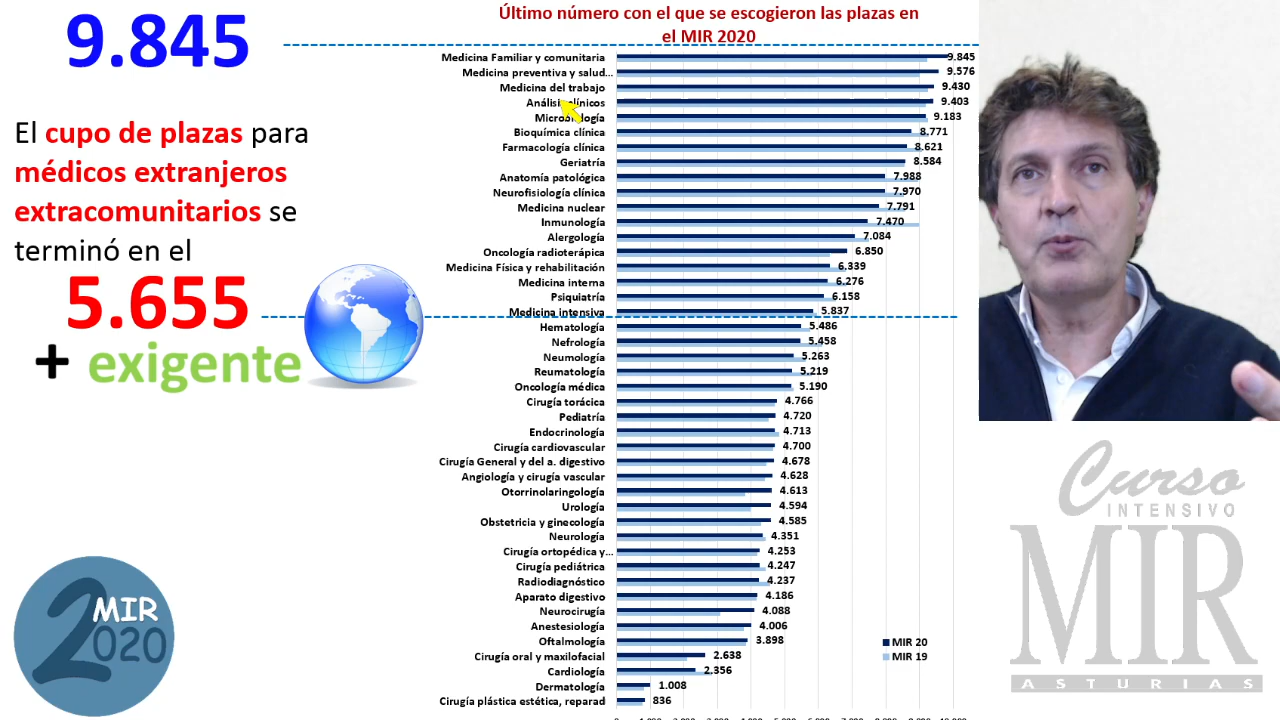 9.845
El cupo de plazas para
médicos extranjeros
extracomunitarios se
terminó en el
5.655
+ exigente
MIR
2020
Último número con el que se escogieron las plazas en
el MIR 2020
Medicina Familiar y comunitaria 9.845
Medicina preventiva y salud... 9.576
Medicina del trabajo 9.430
Análisis clínicos 9.403
Microbiología 9.183
Bioquímica clínica 8.771
Farmacología clínica 8.621
Geriatría 8.584
Anatomía patológica 7.988
Neurofisiología clínica 7.970
Medicina nuclear 7.791
Inmunología 7.470
Alergología 7.084
Oncología radioterápica 6.850
Medicina Física y rehabilitación 6.339
Medicina interna 6.276
Psiquiatría 6.158
Medicina intensiva 5.837
Hematología 5.486
Nefrología 5.458
Neumología 5.263
Reumatología 5.219
Oncología médica 5.190
Cirugía torácica 4.766
Pediatría 4.720
Endocrinología 4.713
Cirugía cardiovascular 4.700
Cirugía General y del a. digestivo 4.678
Angiología y cirugía vascular 4.628
Otorrinolaringología 4.613
Urología 4.594
Obstetricia y ginecología 4.585
Neurología 4.351
Cirugía ortopédica y... 4.253
Cirugía pediátrica 4.247
Radiodiagnóstico 4.237
Aparato digestivo 4.186
Neurocirugía 4.088
Anestesiología 4.006
Oftalmología 3.898
Cirugía oral y maxilofacial 2.638
Cardiología 2.356
Dermatología 1.008
Cirugía plástica estética, reparad 836
MIR 20
MIR 19
Curso
INTENSIVO
MIR
ASTURIAS